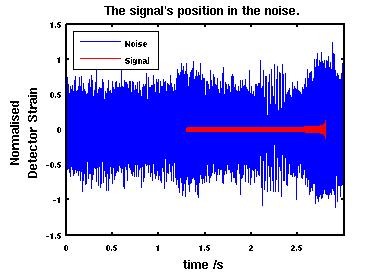 The signal's position in the noise.
Normalised
Detector Strain
1.5
1
0.5
0
-0.5
-1
-1.5
Noise
Signal
0 0.5 1 1.5 2 2.5
time /s